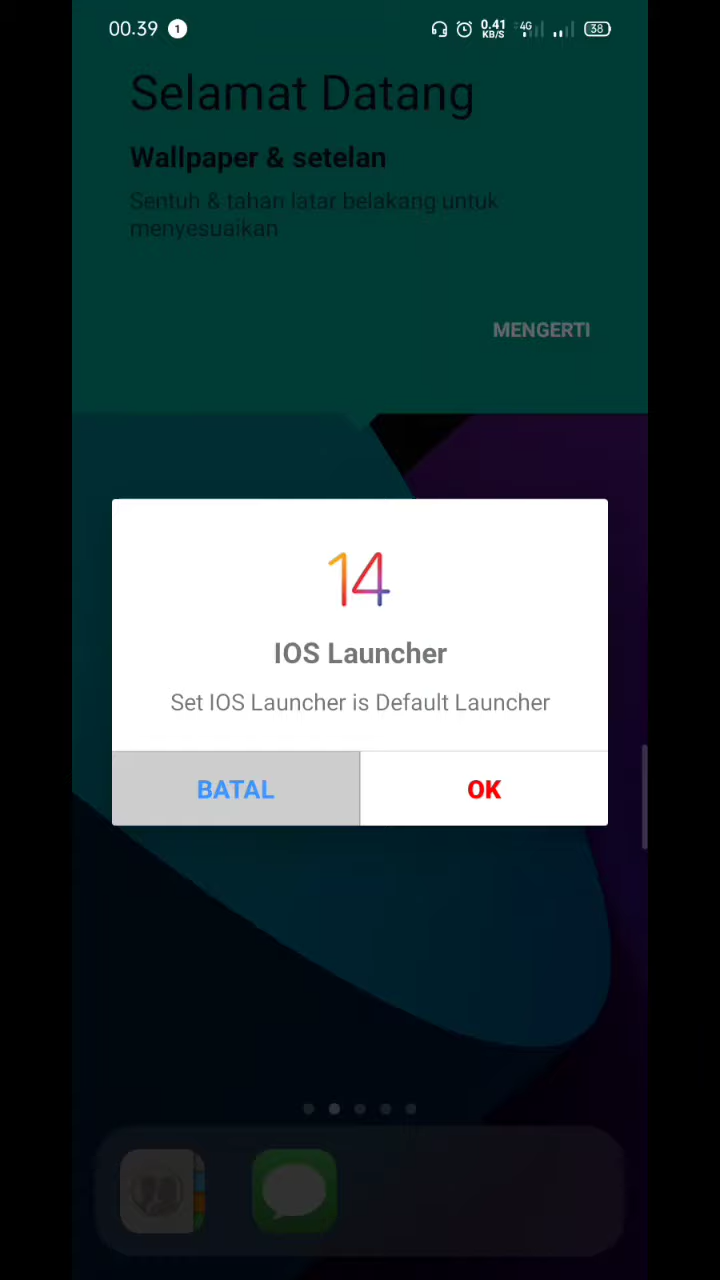 00.39 1 0.41 KB/S 4G 38
Selamat Datang
Wallpaper & setelan
Sentuh & tahan latar belakang untuk
menyesuaikan
MENGERTI
14
IOS Launcher
Set IOS Launcher is Default Launcher
BATAL OK